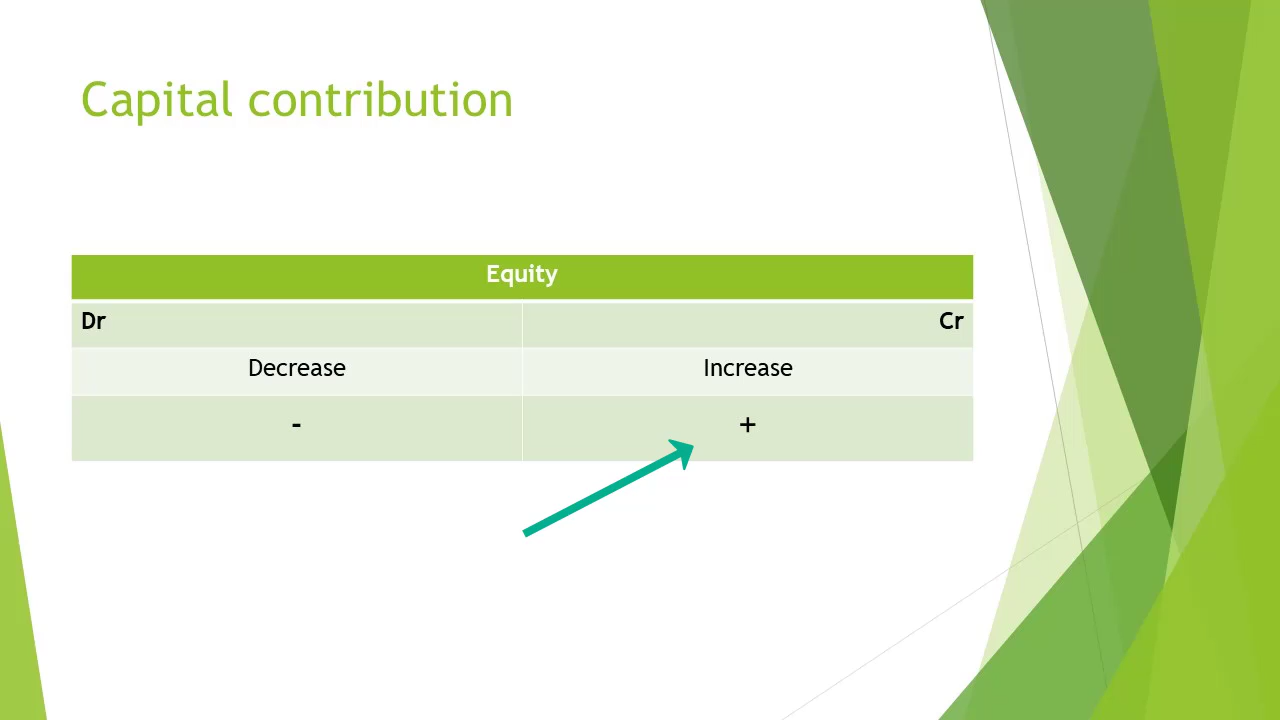 Capital contribution
Equity
Dr Cr
Decrease Increase
- +